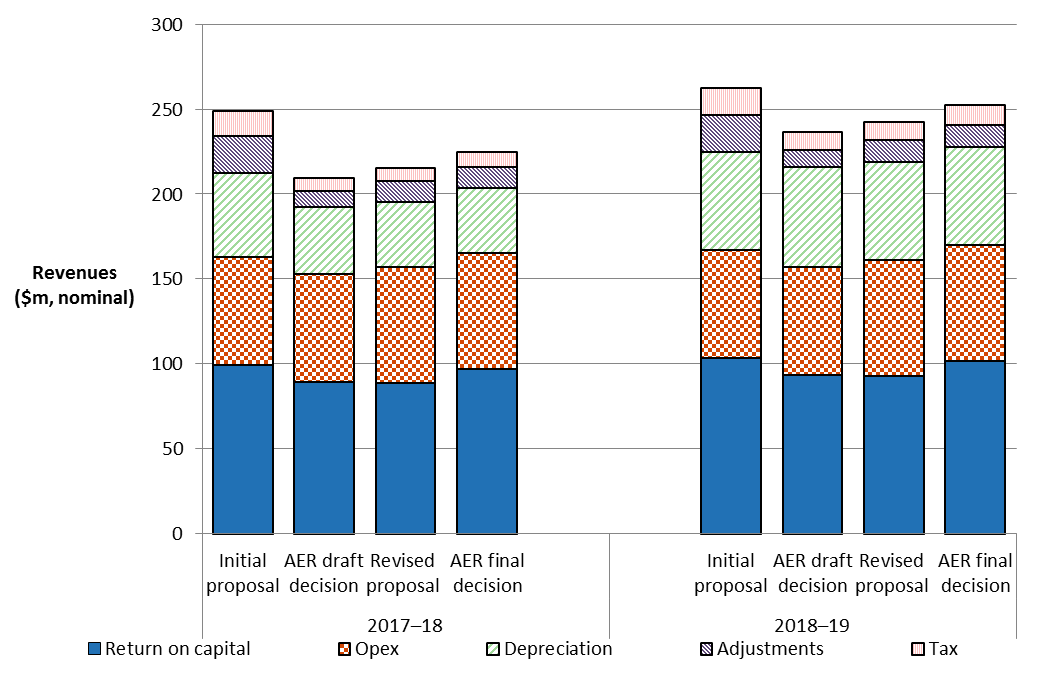 300
250
200
150
100
50
0
Revenues
($m, nominal)
Initial proposal
AER draft decision
Revised proposal
AER final decision
Initial proposal
AER draft decision
Revised proposal
AER final decision
2017–18
2018–19
Return on capital
Opex
Depreciation
Adjustments
Tax